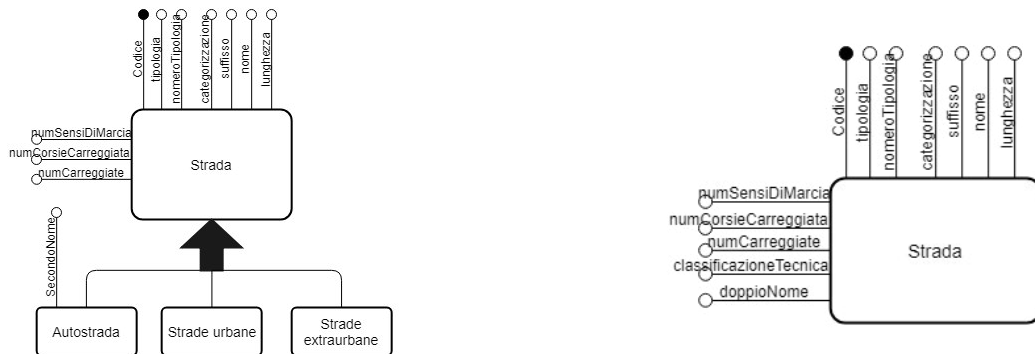 Codice
tipologia
nomeroTipologia
categorizzazione
suffisso
nome
lunghezza
numSensiDiMarcia
numCorsieCarreggiata
numCarreggiate
Strada
SecondoNome
Autostrada
Strade urbane
Strade
extraurbane
Codice
tipologia
nomeroTipologia
categorizzazione
suffisso
nome
lunghezza
numSensiDiMarcia
numCorsieCarreggiata
numCarreggiate
classificazioneTecnica
doppioNome
Strada